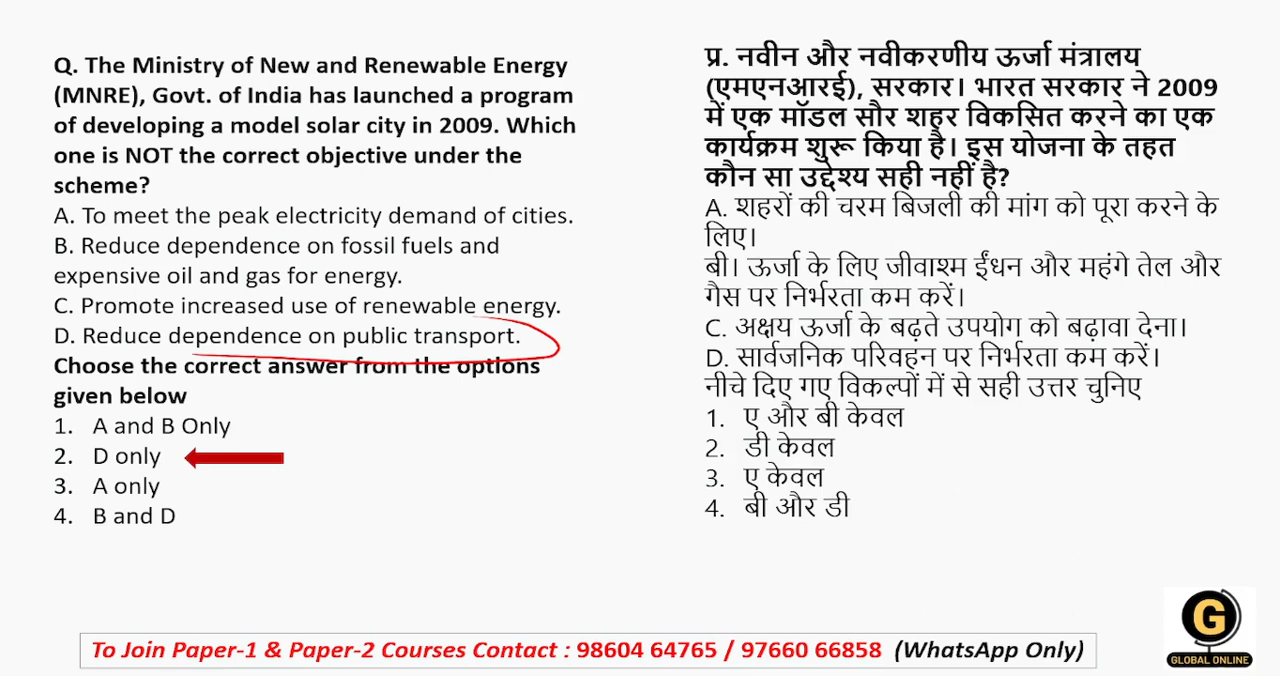 Q. The Ministry of New and Renewable Energy
(MNRE), Govt. of India has launched a program
of developing a model solar city in 2009. Which
one is NOT the correct objective under the
scheme?
A. To meet the peak electricity demand of cities.
B. Reduce dependence on fossil fuels and
expensive oil and gas for energy.
C. Promote increased use of renewable energy.
D. Reduce dependence on public transport.
Choose the correct answer from the options
given below
1. A and B Only
2. D only
3. A only
4. B and D
प्र. नवीन और नवीकरणीय ऊर्जा मंत्रालय
(एमएनआरई), सरकार। भारत सरकार ने 2009
में एक मॉडल सौर शहर विकसित करने का एक
कार्यक्रम शुरू किया है। इस योजना के तहत
कौन सा उद्देश्य सही नहीं है?
A. शहरों की चरम बिजली की मांग को पूरा करने के
लिए।
बी। ऊर्जा के लिए जीवाश्म ईंधन और महंगे तेल और
गैस पर निर्भरता कम करें।
C. अक्षय ऊर्जा के बढ़ते उपयोग को बढ़ावा देना।
D. सार्वजनिक परिवहन पर निर्भरता कम करें।
नीचे दिए गए विकल्पों में से सही उत्तर चुनिए
1. ए और बी केवल
2. डी केवल
3. ए केवल
4. बी और डी
To Join Paper-1 & Paper-2 Courses Contact : 98604 64765 / 97660 66858 (WhatsApp Only)
G
GLOBAL ONLINE